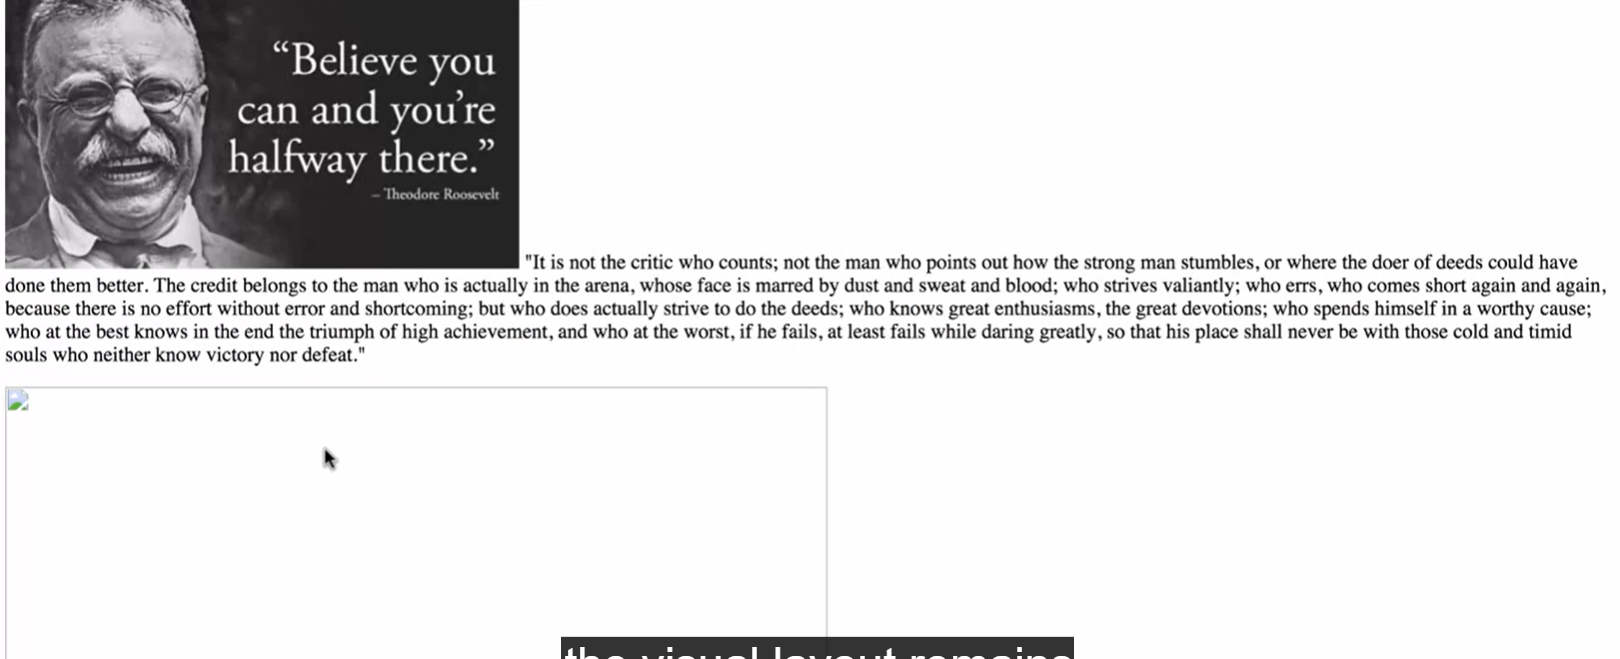 “Believe you
can and you’re
halfway there.”
– Theodore Roosevelt
"It is not the critic who counts; not the man who points out how the strong man stumbles, or where the doer of deeds could have
done them better. The credit belongs to the man who is actually in the arena, whose face is marred by dust and sweat and blood; who strives valiantly; who errs, who comes short again and again,
because there is no effort without error and shortcoming; but who does actually strive to do the deeds; who knows great enthusiasms, the great devotions; who spends himself in a worthy cause;
who at the best knows in the end the triumph of high achievement, and who at the worst, if he fails, at least fails while daring greatly, so that his place shall never be with those cold and timid
souls who neither know victory nor defeat."
the visual layout remains